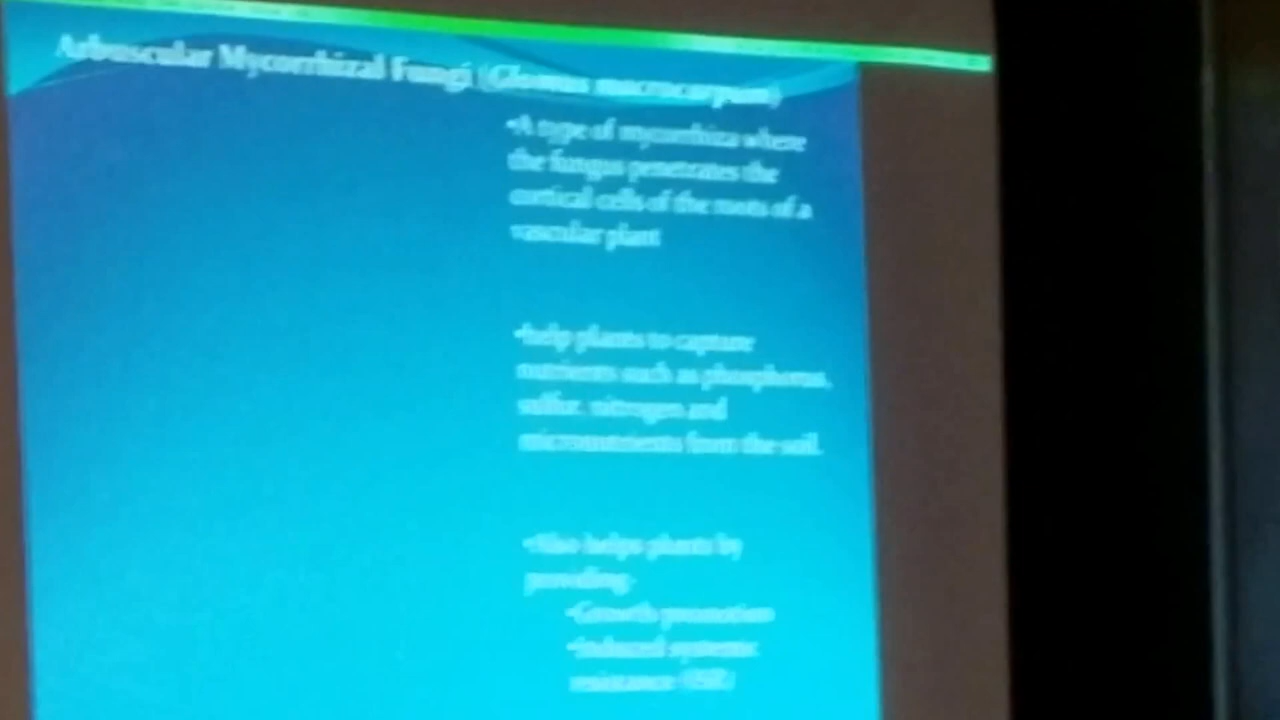 Arbuscular Mycorrhizal Fungi (Glomus macrocarpum)
•A type of mycorrhiza where
the fungus penetrates the
cortical cells of the roots of a
vascular plant
•help plants to capture
nutrients such as phosphorus,
sulfur, nitrogen and
micronutrients from the soil.
•Also helps plants by
providing-
•Growth promotion
•Induced systemic
resistance (ISR)